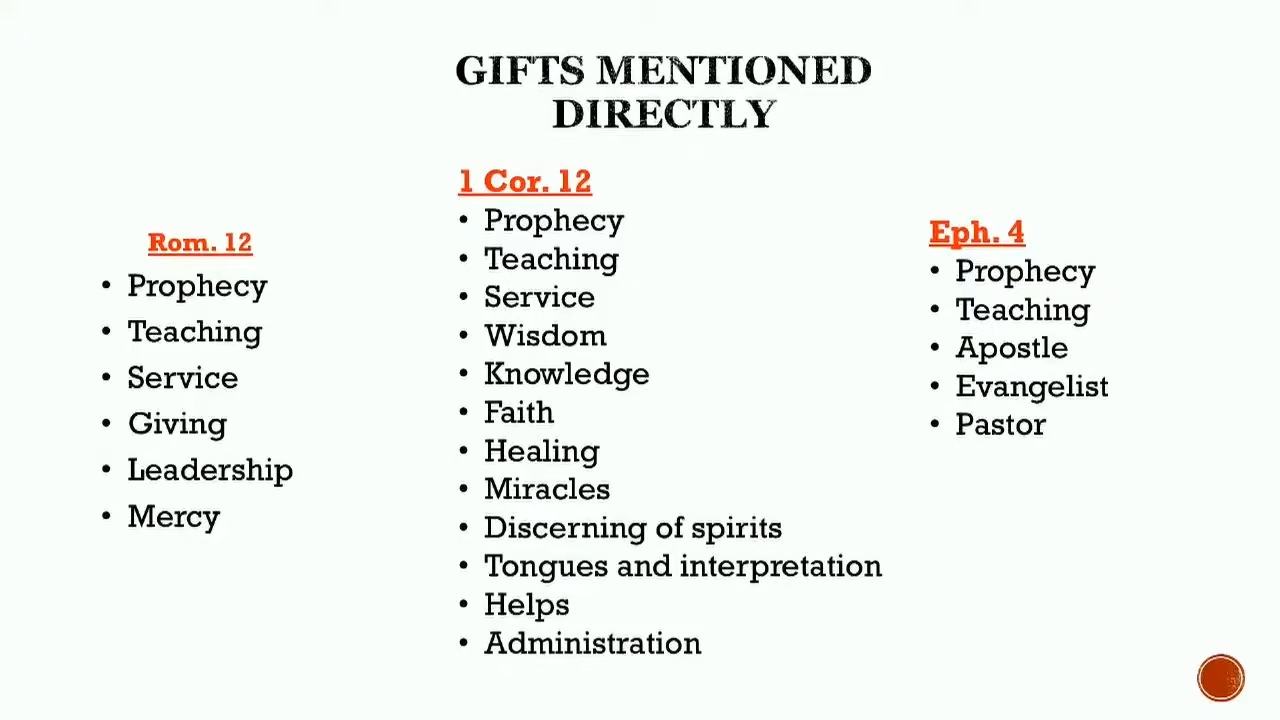 GIFTS MENTIONED
DIRECTLY
Rom. 12
• Prophecy
• Teaching
• Service
• Giving
• Leadership
• Mercy
1 Cor. 12
• Prophecy
• Teaching
• Service
• Wisdom
• Knowledge
• Faith
• Healing
• Miracles
• Discerning of spirits
• Tongues and interpretation
• Helps
• Administration
Eph. 4
• Prophecy
• Teaching
• Apostle
• Evangelist
• Pastor